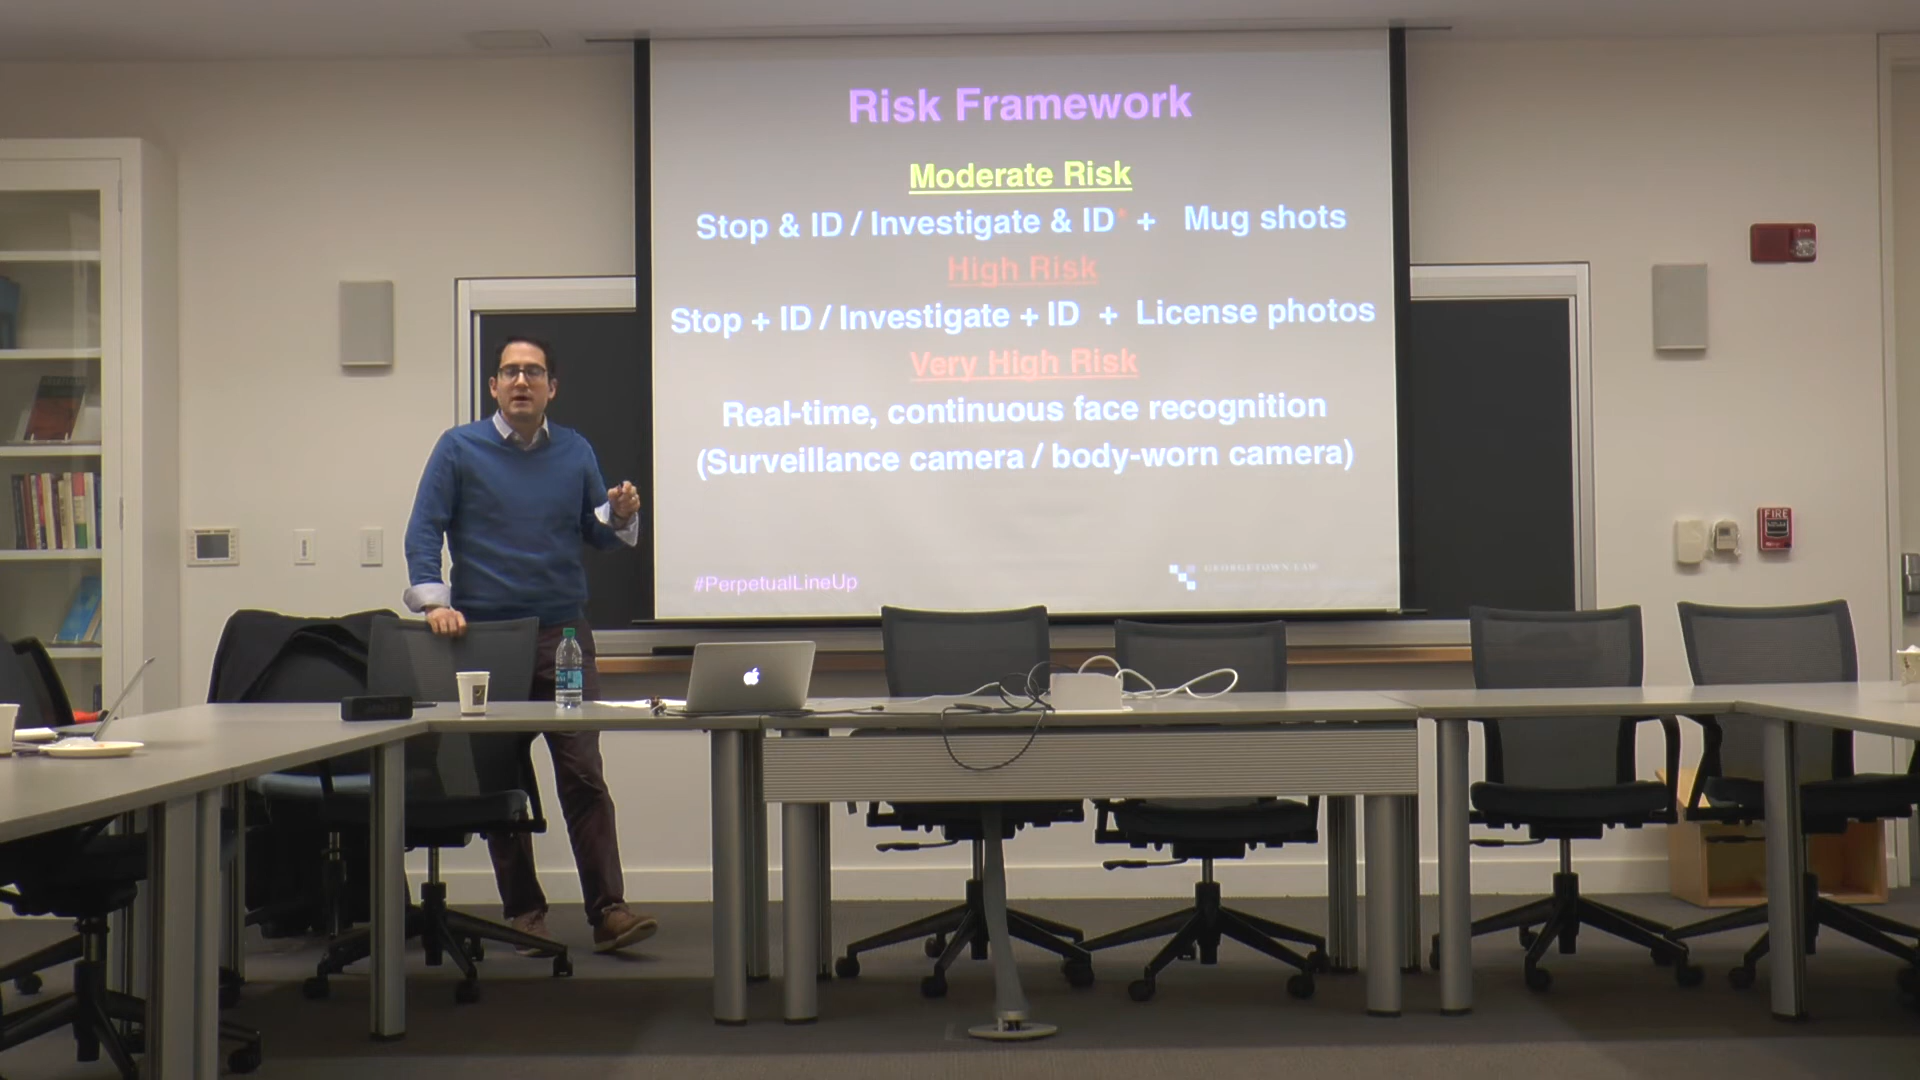 Risk Framework
Moderate Risk
Stop & ID / Investigate & ID* + Mug shots
High Risk
Stop + ID / Investigate + ID + License photos
Very High Risk
Real-time, continuous face recognition
(Surveillance camera / body-worn camera)
#PerpetualLineUp
GEORGETOWN LAW
FIRE